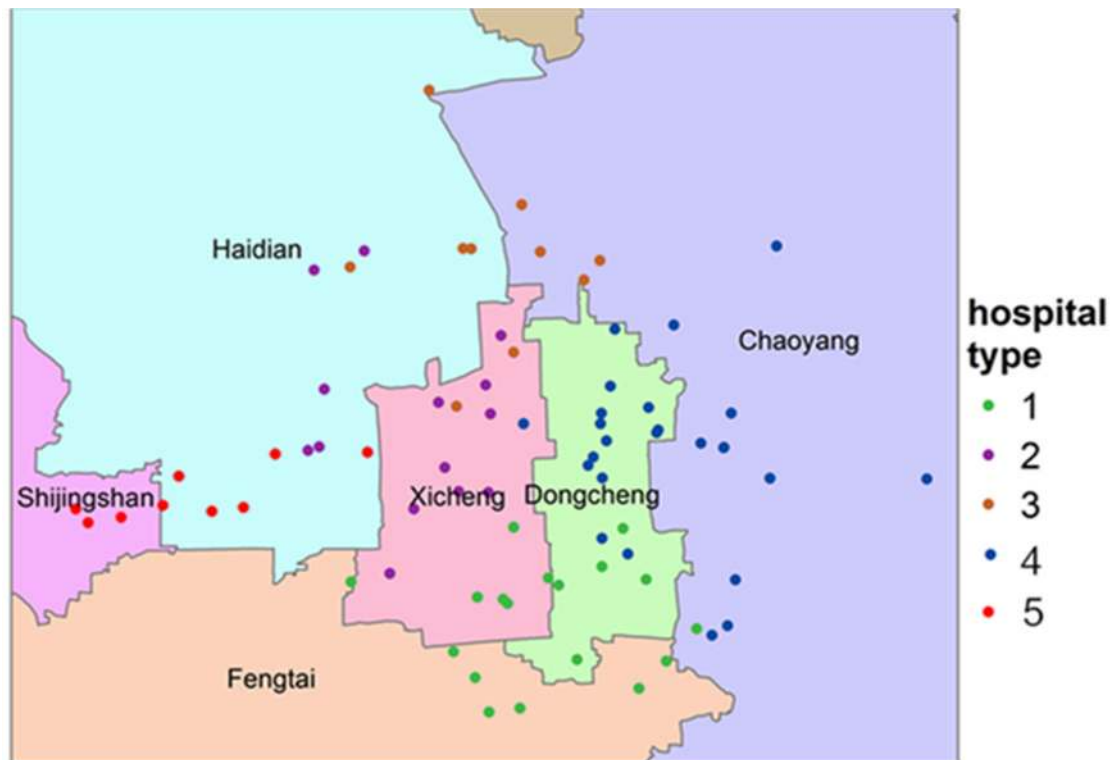 Haidian
Chaoyang
Shijingshan
Xicheng
Dongcheng
Fengtai
hospital
type
1
2
3
4
5